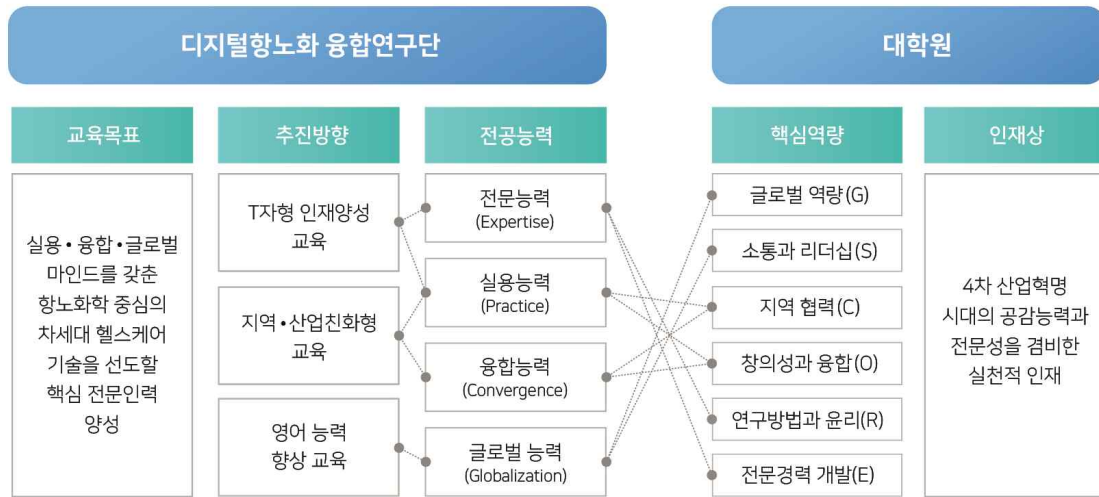 디지털항노화 융합연구단
대학원
교육목표
추진방향
전공능력
핵심역량
인재상
실용•융합•글로벌
마인드를 갖춘
항노화학 중심의
차세대 헬스케어
기술을 선도할
핵심 전문인력
양성
T자형 인재양성
교육
지역•산업친화형
교육
영어 능력
향상 교육
전문능력
(Expertise)
실용능력
(Practice)
융합능력
(Convergence)
글로벌 능력
(Globalization)
글로벌 역량(G)
소통과 리더십(S)
지역 협력(C)
창의성과 융합(O)
연구방법과 윤리(R)
전문경력 개발(E)
4차 산업혁명
시대의 공감능력과
전문성을 겸비한
실천적 인재